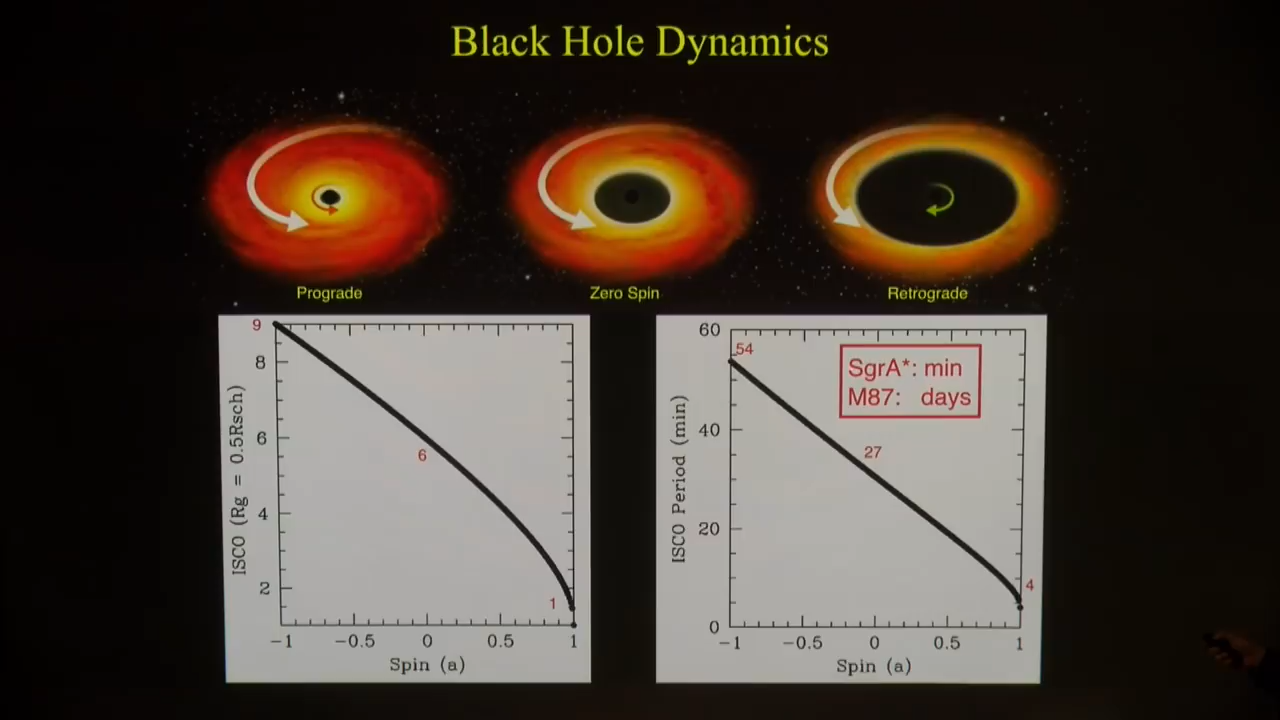 Black Hole Dynamics
Prograde
Zero Spin
Retrograde
9
8
6
4
2
6
1
ISCO (Rg = 0.5Rsch)
−1 −0.5 0 0.5 1
Spin (a)
60
40
20
0
54
27
4
SgrA*: min
M87: days
ISCO Period (min)
−1 −0.5 0 0.5 1
Spin (a)